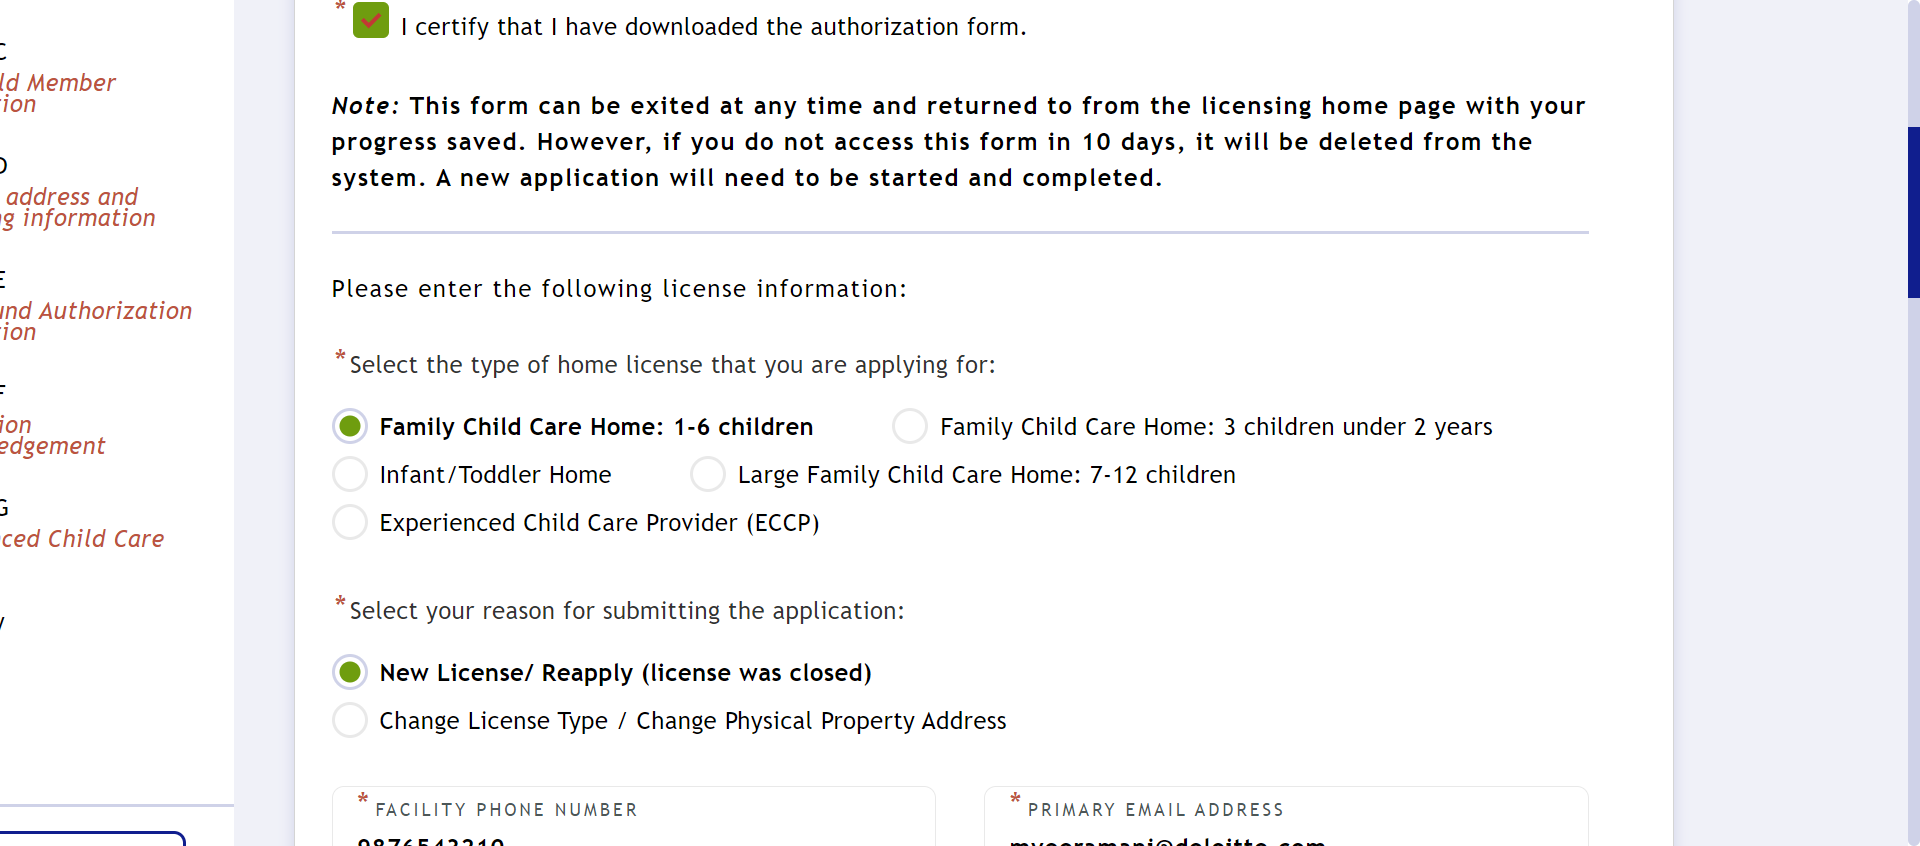 * I certify that I have downloaded the authorization form.
Note: This form can be exited at any time and returned to from the licensing home page with your
progress saved. However, if you do not access this form in 10 days, it will be deleted from the
system. A new application will need to be started and completed.
Please enter the following license information:
*Select the type of home license that you are applying for:
Family Child Care Home: 1-6 children
Family Child Care Home: 3 children under 2 years
Infant/Toddler Home
Large Family Child Care Home: 7-12 children
Experienced Child Care Provider (ECCP)
*Select your reason for submitting the application:
New License/ Reapply (license was closed)
Change License Type / Change Physical Property Address
* FACILITY PHONE NUMBER
9876543210
* PRIMARY EMAIL ADDRESS
C
ld Member
tion
D
address and
ng information
E
und Authorization
tion
F
ion
edgement
G
ced Child Care